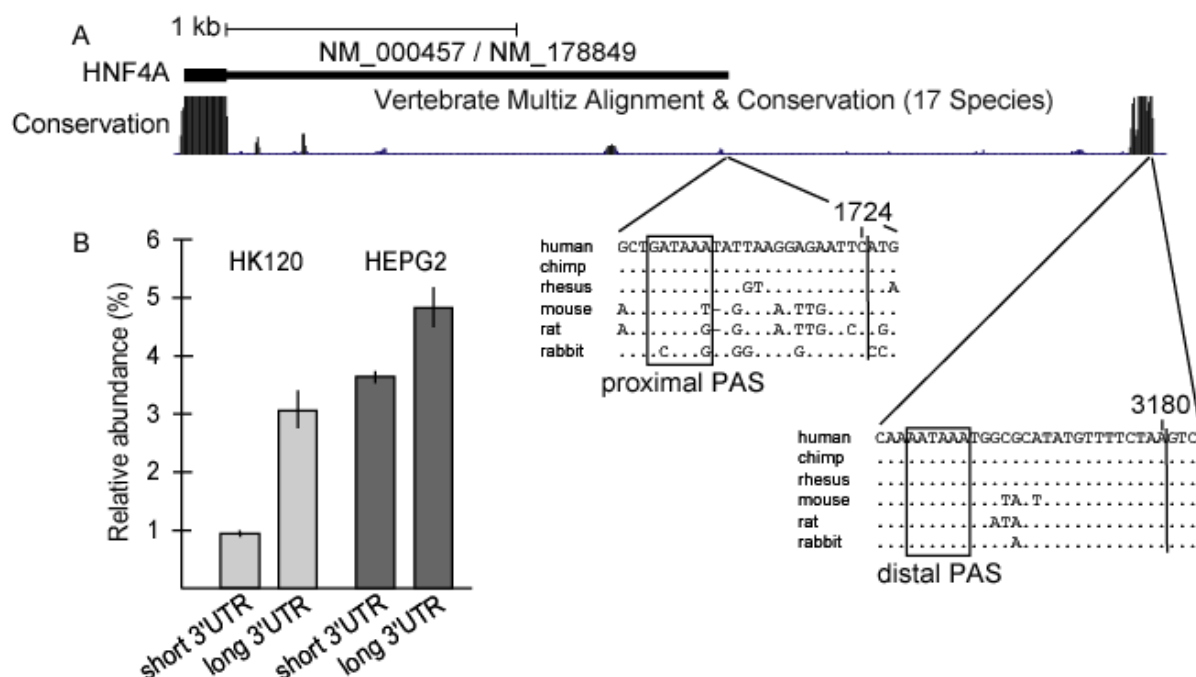 A
1 kb
NM_000457 / NM_178849
HNF4A
Vertebrate Multiz Alignment & Conservation (17 Species)
Conservation
1724
human GCTGATAAATATTAAGGAGAATTCATG
chimp ...........................
rhesus ............GT............A
mouse A.......T-.G...A.TTG.......
rat A.......G-.G...A.TTG..C..G.
rabbit ....C...G..GG....G......CC.
proximal PAS
3180
human CAAAATAAATGGCGCATATGTTTTCTAAGTC
chimp ...............................
rhesus ...............................
mouse ............TA.T...............
rat ...........ATA.................
rabbit .............A.................
distal PAS
B
Relative abundance (%)
6
5
4
3
2
1
HK120
HEPG2
short 3'UTR
long 3'UTR
short 3'UTR
long 3'UTR